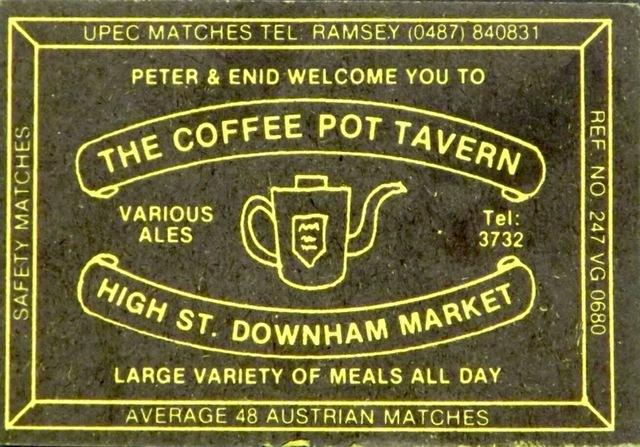 UPEC MATCHES TEL: RAMSEY (0487) 840831
PETER & ENID WELCOME YOU TO
THE COFFEE POT TAVERN
VARIOUS
ALES
Tel:
3732
HIGH ST. DOWNHAM MARKET
LARGE VARIETY OF MEALS ALL DAY
AVERAGE 48 AUSTRIAN MATCHES
SAFETY MATCHES
REF. NO. 247 VG 0680